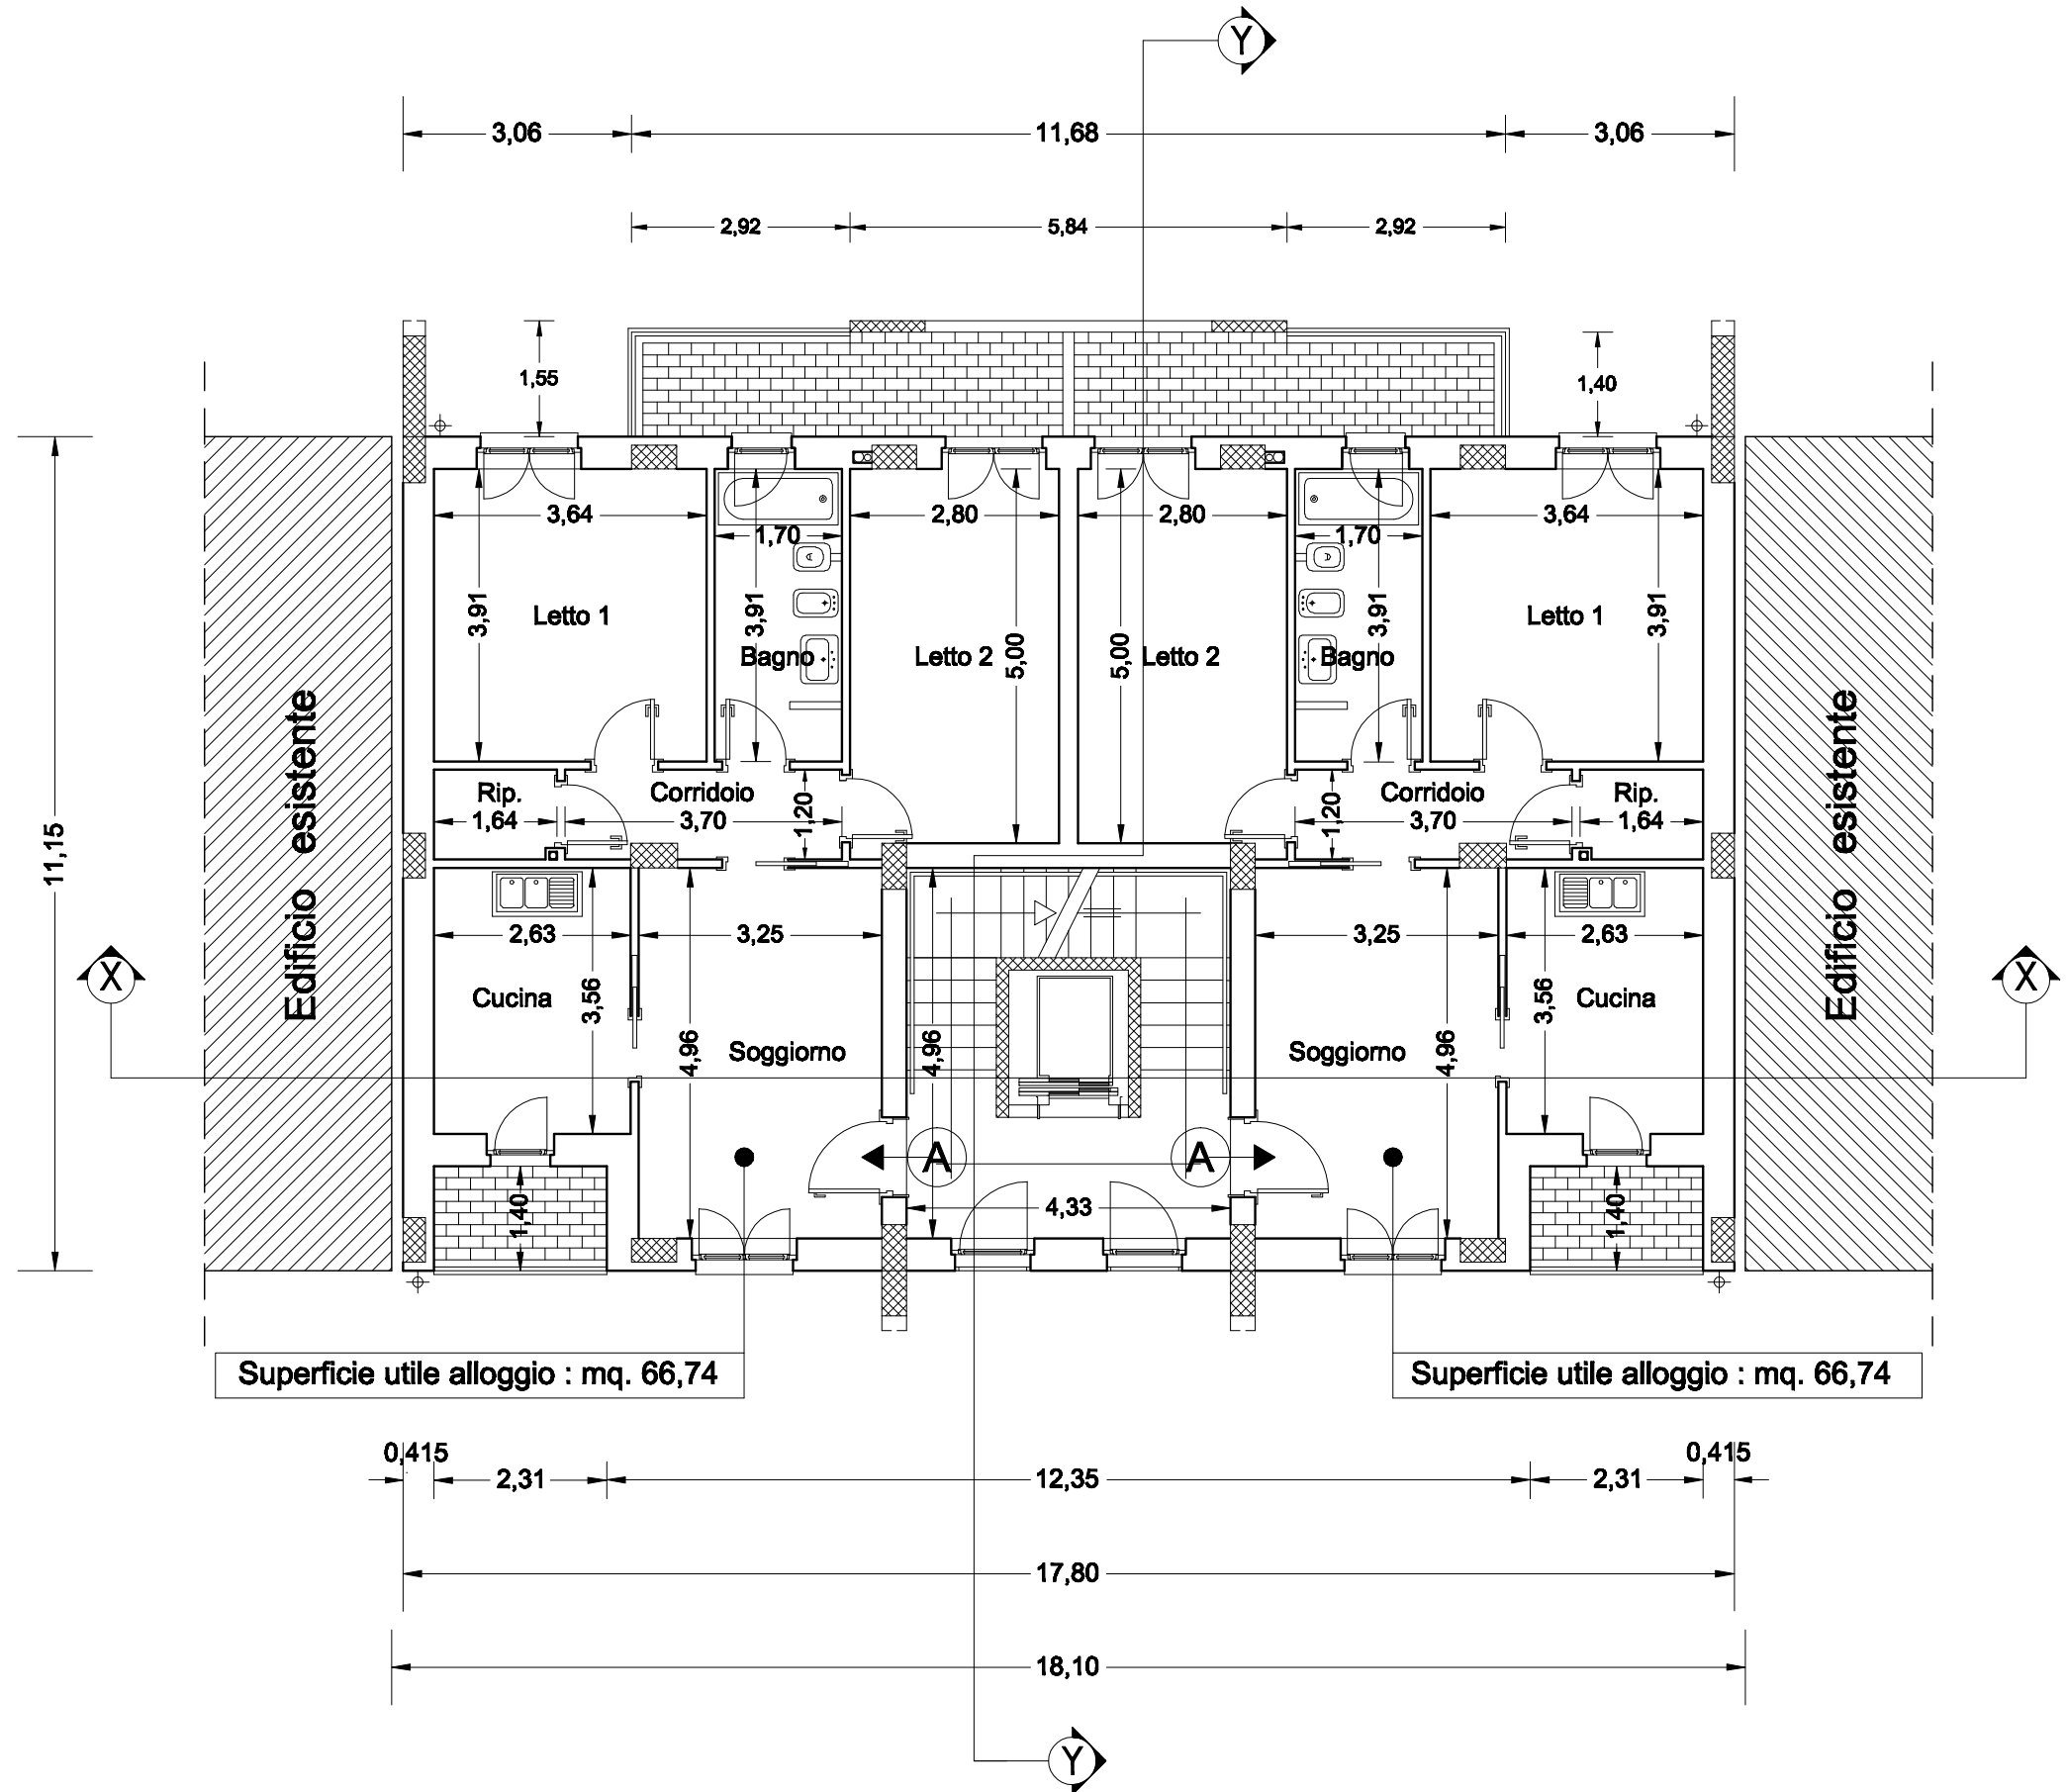 Y
3,06 11,68 3,06
2,92 5,84 2,92
1,55 1,40
3,64 1,70 2,80 2,80 1,70 3,64
3,91 3,91 5,00 5,00 3,91 3,91
Letto 1 Bagno Letto 2 Letto 2 Bagno Letto 1
Edificio esistente
Edificio esistente
11,15
Rip. Corridoio Corridoio Rip.
1,64 3,70 1,20 1,20 3,70 1,64
2,63 3,25 3,25 2,63
X X
Cucina 3,56 3,56 Cucina
4,96 Soggiorno 4,96 Soggiorno 4,96
A A
1,40 4,33 1,40
Superficie utile alloggio : mq. 66,74
Superficie utile alloggio : mq. 66,74
0,415 0,415
2,31 12,35 2,31
17,80
18,10
Y